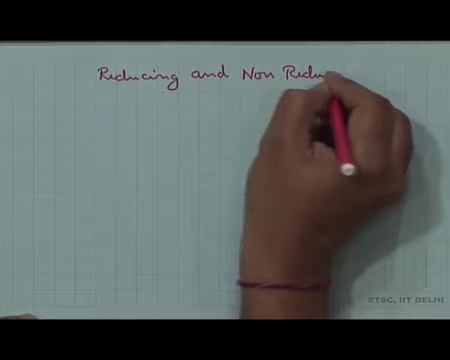 Reducing and Non Redu
ETSC, IIT DELHI